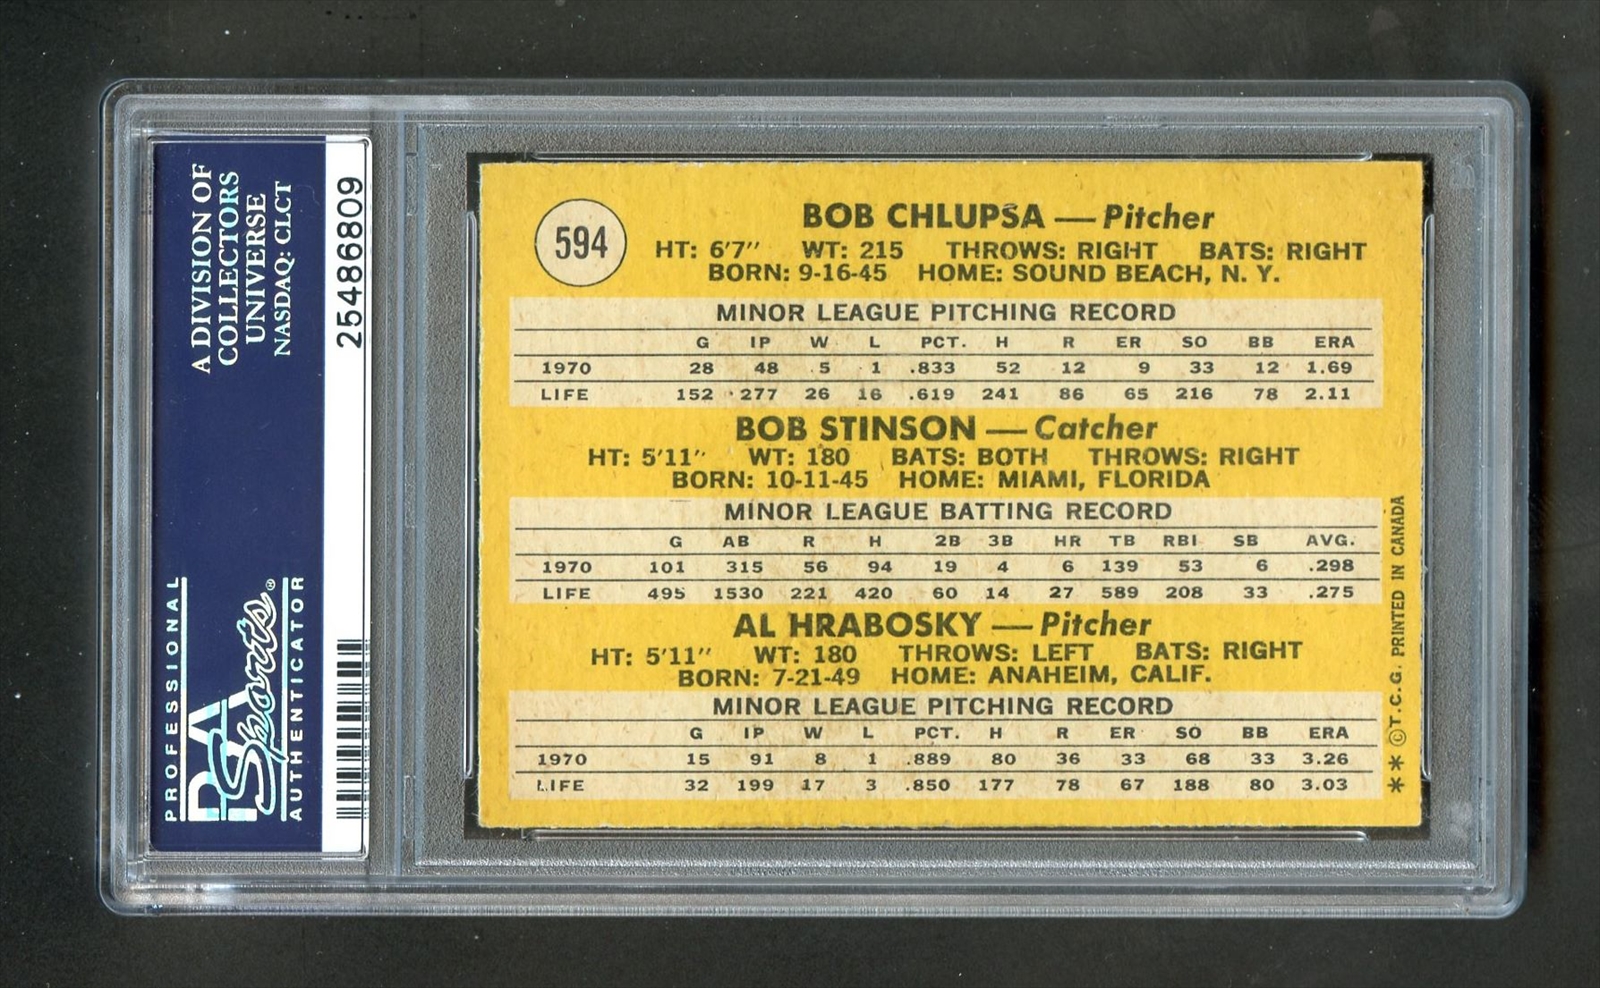 A DIVISION OF
COLLECTORS
UNIVERSE
NASDAQ: CLCT
25486809
PROFESSIONAL
PSA
Sports®
AUTHENTICATOR
594
BOB CHLUPSA — Pitcher
HT: 6'7" WT: 215 THROWS: RIGHT BATS: RIGHT
BORN: 9-16-45 HOME: SOUND BEACH, N. Y.
MINOR LEAGUE PITCHING RECORD
G IP W L PCT. H R ER SO BB ERA
1970 28 48 5 1 .833 52 12 9 33 12 1.69
LIFE 152 277 26 16 .619 241 86 65 216 78 2.11
BOB STINSON — Catcher
HT: 5'11" WT: 180 BATS: BOTH THROWS: RIGHT
BORN: 10-11-45 HOME: MIAMI, FLORIDA
MINOR LEAGUE BATTING RECORD
G AB R H 2B 3B HR TB RBI SB AVG.
1970 101 315 56 94 19 4 6 139 53 6 .298
LIFE 495 1530 221 420 60 14 27 589 208 33 .275
AL HRABOSKY — Pitcher
HT: 5'11" WT: 180 THROWS: LEFT BATS: RIGHT
BORN: 7-21-49 HOME: ANAHEIM, CALIF.
MINOR LEAGUE PITCHING RECORD
G IP W L PCT. H R ER SO BB ERA
1970 15 91 8 1 .889 80 36 33 68 33 3.26
LIFE 32 199 17 3 .850 177 78 67 188 80 3.03
** © T.C.G. PRINTED IN CANADA